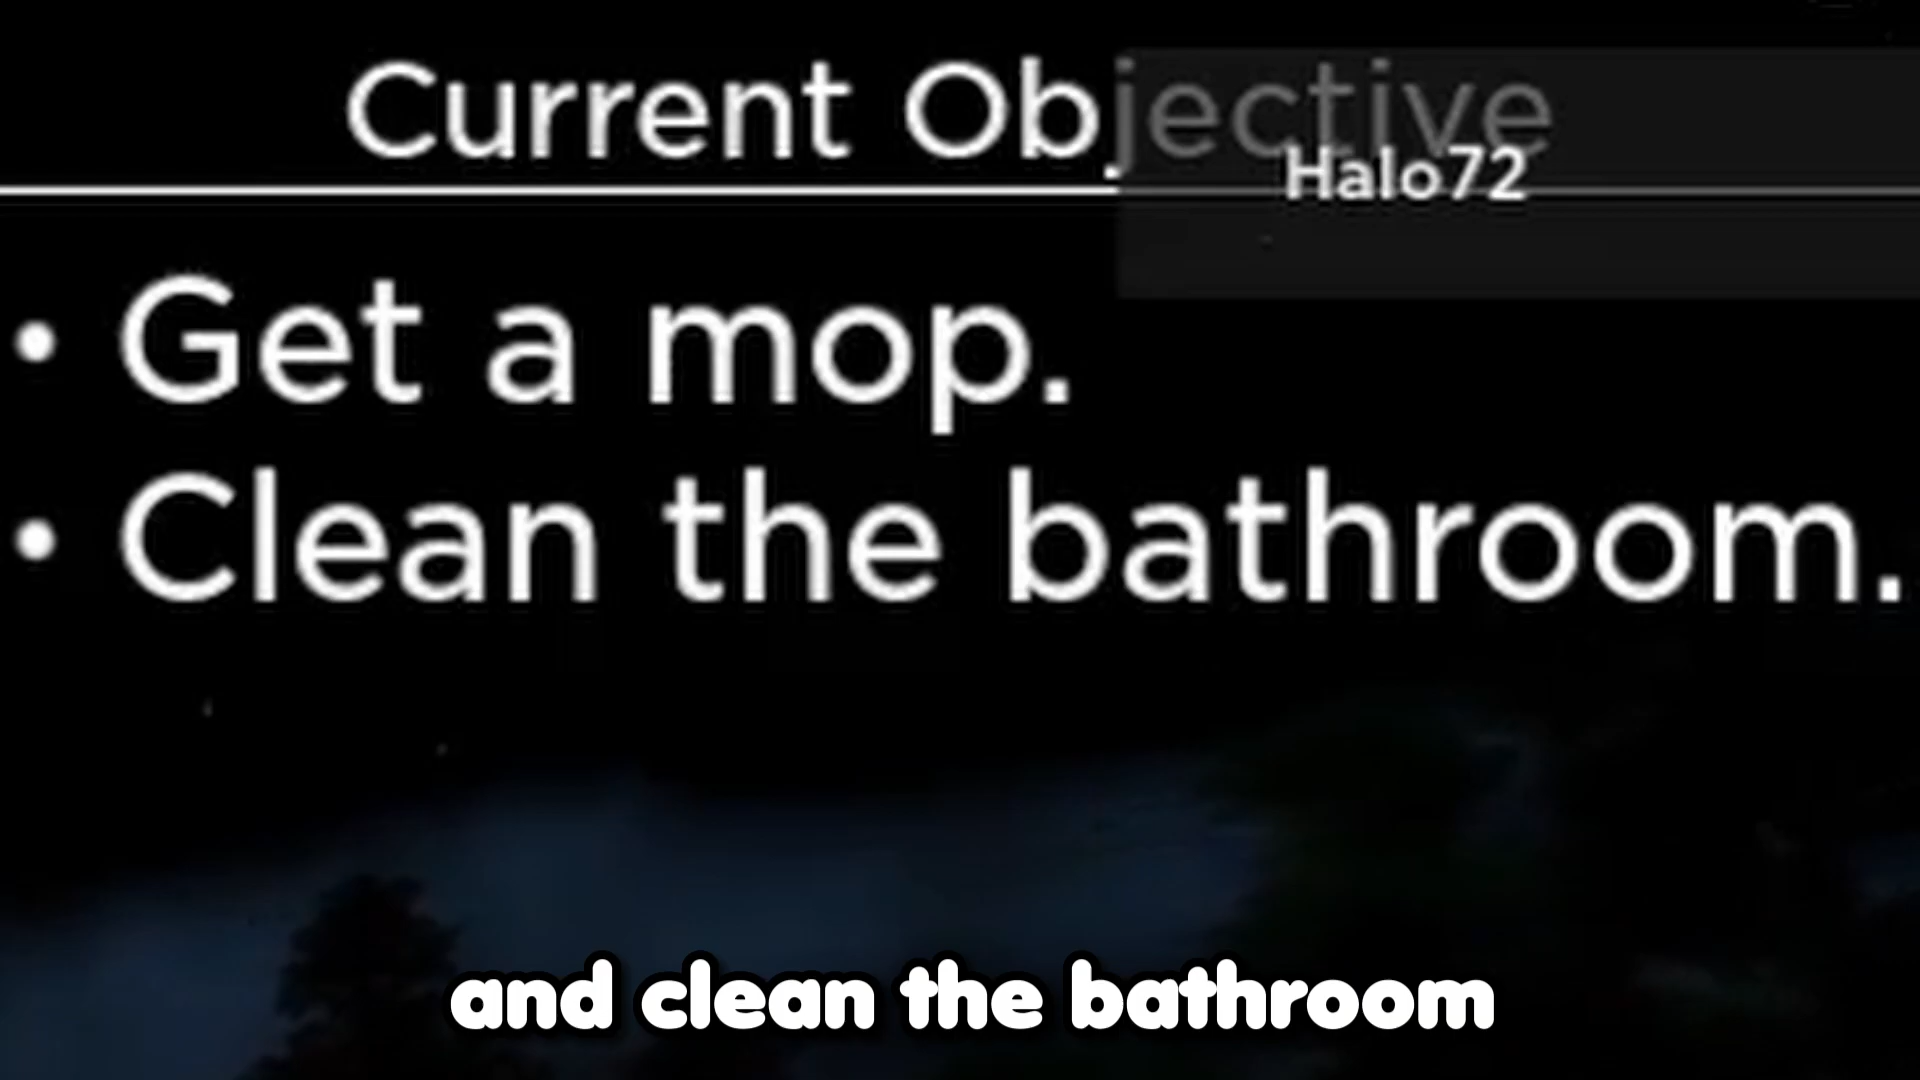 Current Objective
Halo72
• Get a mop.
• Clean the bathroom.
and clean the bathroom